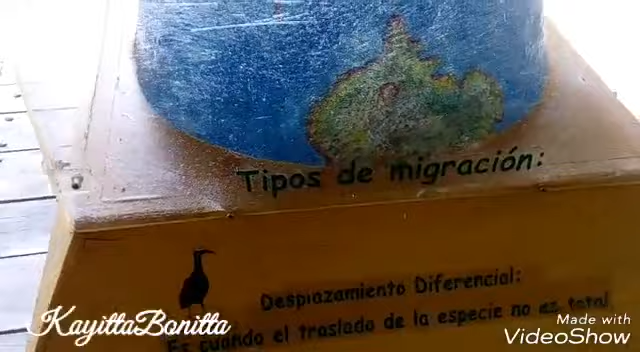 Tipos de migración:
Desplazamiento Diferencial:
Es cuando el traslado de la especie no es total
KayittaBonitta
Made with
VideoShow